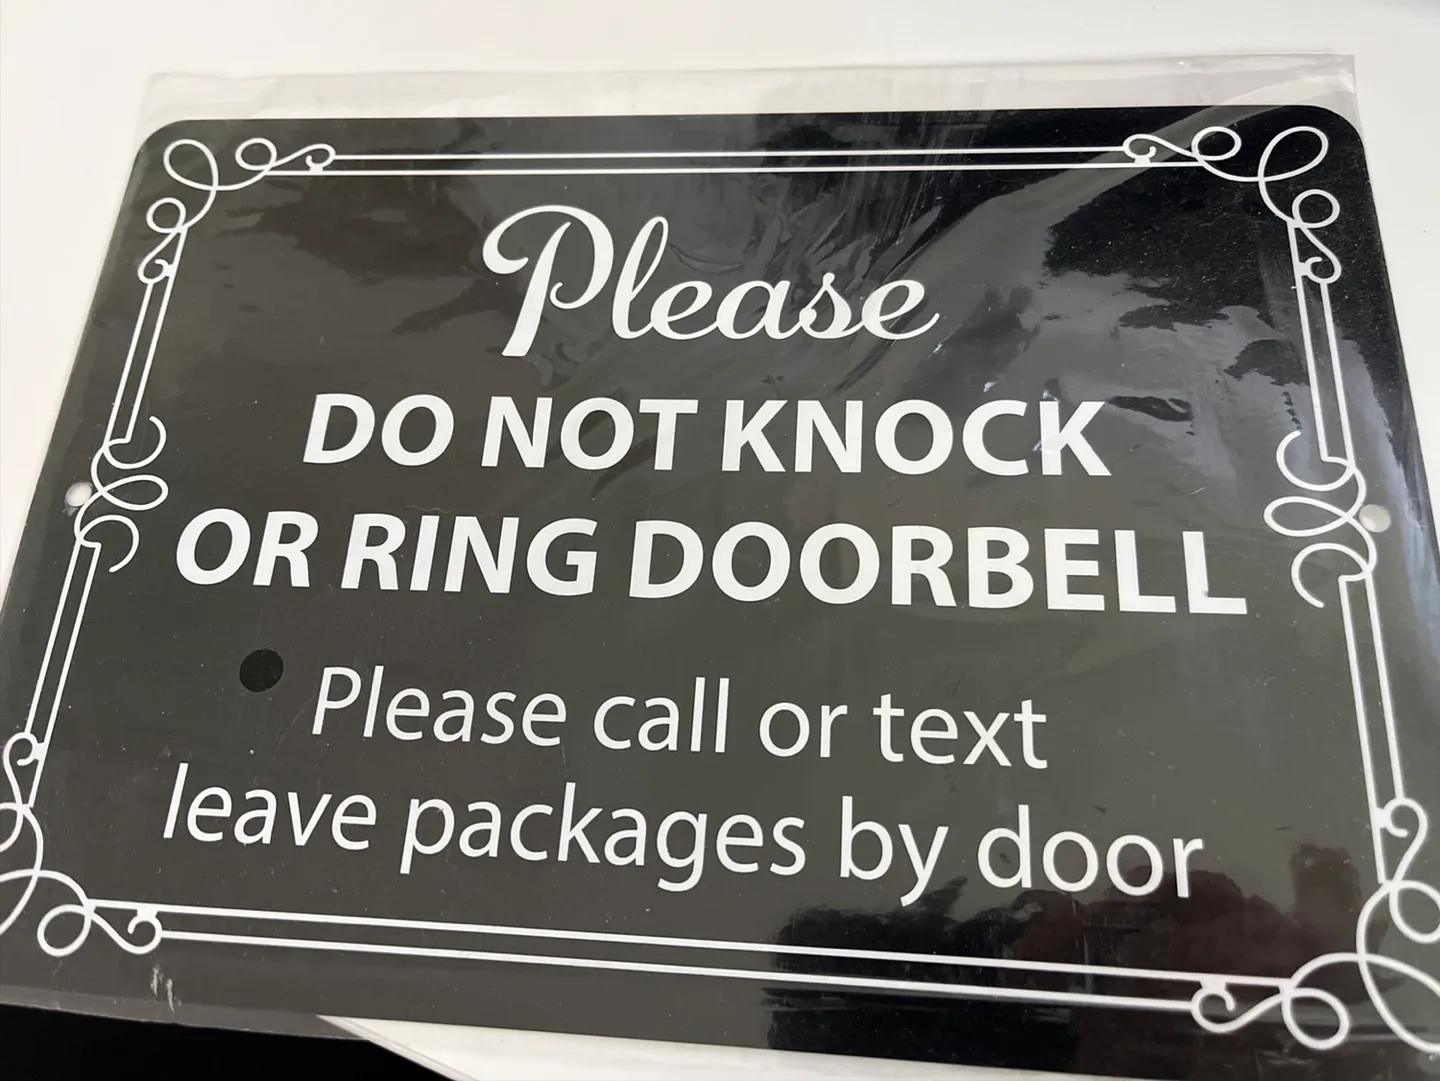 Please
DO NOT KNOCK
OR RING DOORBELL
Please call or text
leave packages by door